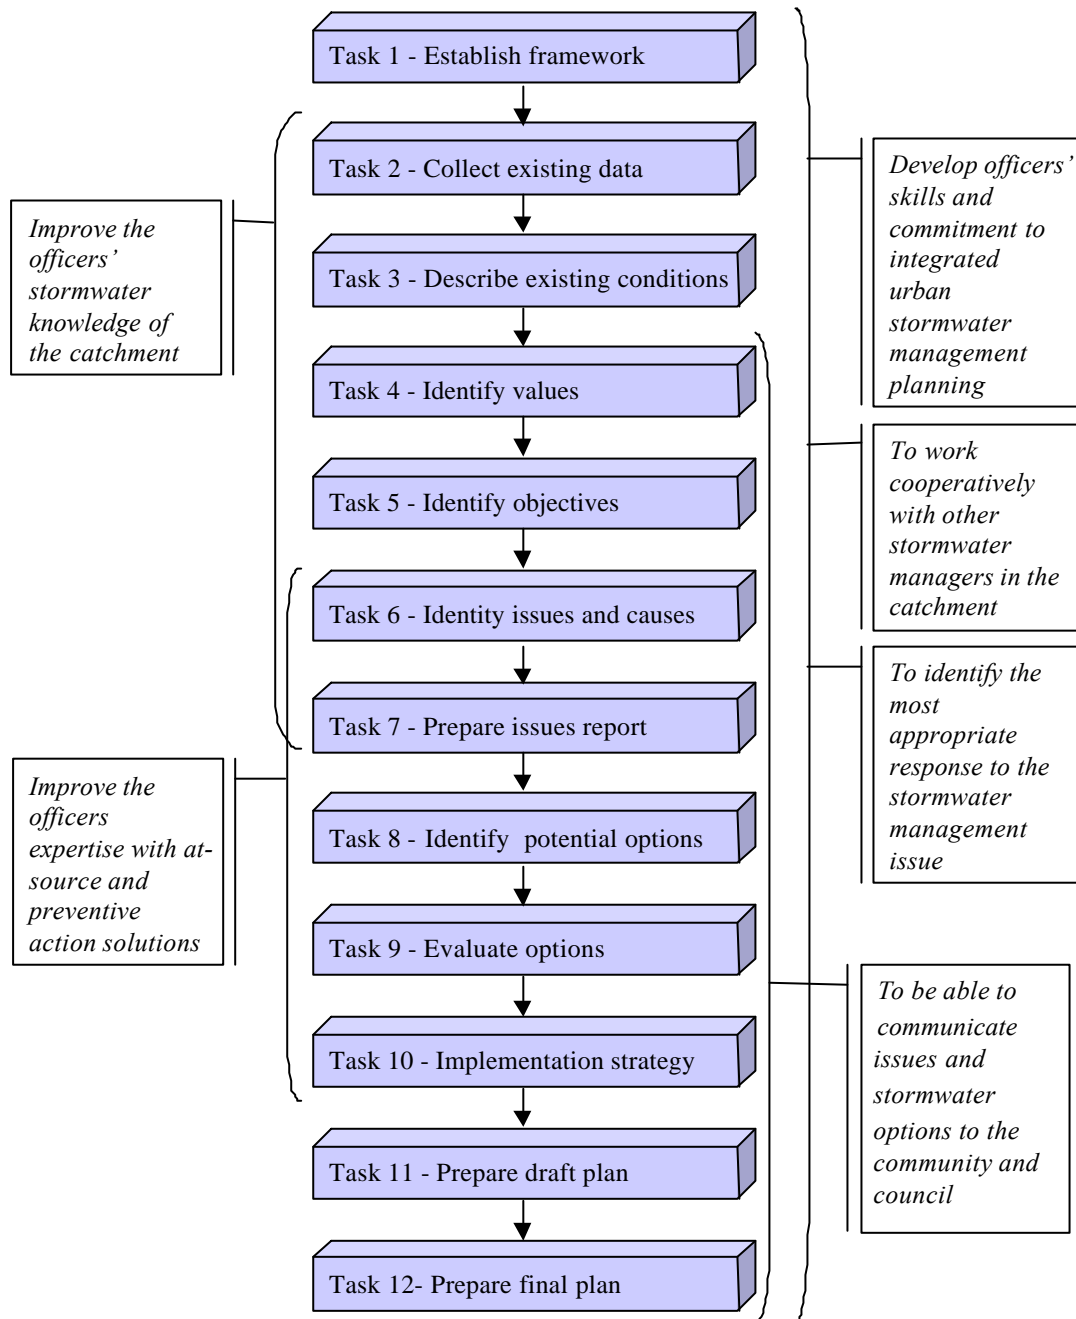 Task 1 - Establish framework
Task 2 - Collect existing data
Task 3 - Describe existing conditions
Task 4 - Identify values
Task 5 - Identify objectives
Task 6 - Identity issues and causes
Task 7 - Prepare issues report
Task 8 - Identify potential options
Task 9 - Evaluate options
Task 10 - Implementation strategy
Task 11 - Prepare draft plan
Task 12- Prepare final plan
Improve the
officers’
stormwater
knowledge of
the catchment
Improve the
officers
expertise with at-
source and
preventive
action solutions
Develop officers’
skills and
commitment to
integrated
urban
stormwater
management
planning
To work
cooperatively
with other
stormwater
managers in the
catchment
To identify the
most
appropriate
response to the
stormwater
management
issue
To be able to
communicate
issues and
stormwater
options to the
community and
council